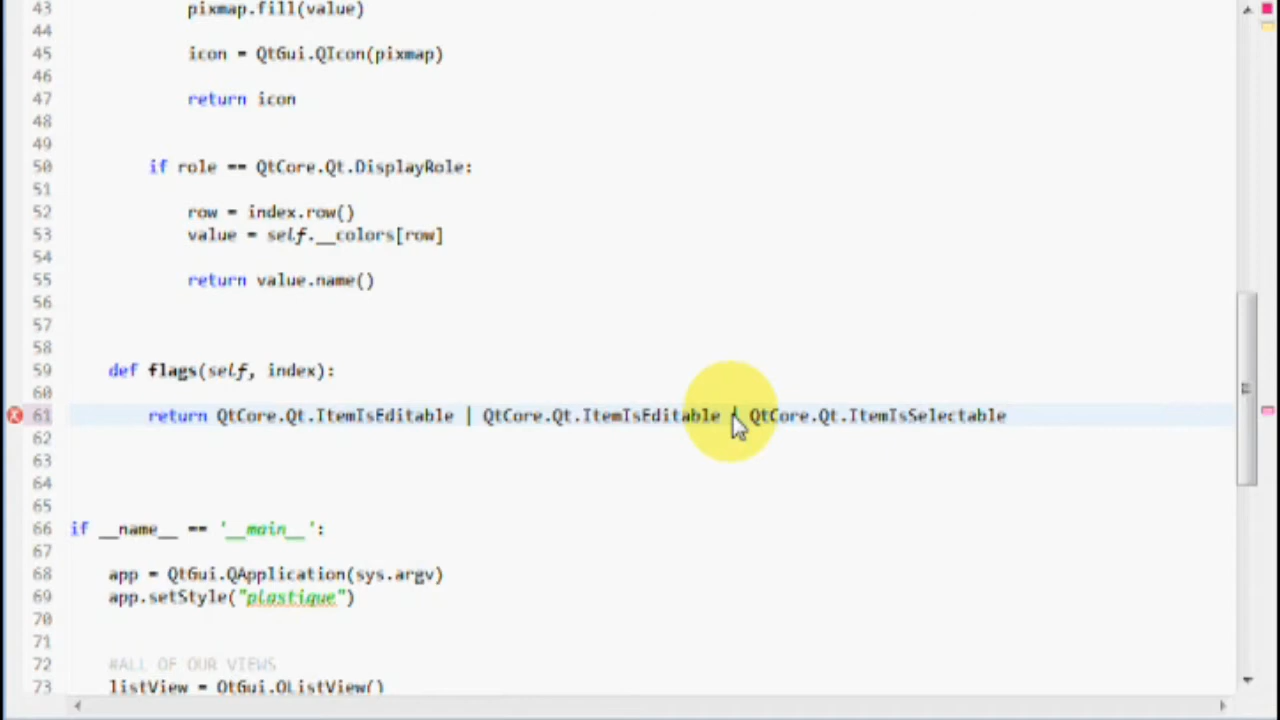 43 pixmap.fill(value)
44
45 icon = QtGui.QIcon(pixmap)
46
47 return icon
48
49
50 if role == QtCore.Qt.DisplayRole:
51
52 row = index.row()
53 value = self.__colors[row]
54
55 return value.name()
56
57
58
59 def flags(self, index):
60
61 return QtCore.Qt.ItemIsEditable | QtCore.Qt.ItemIsEditable | QtCore.Qt.ItemIsSelectable
62
63
64
65
66 if __name__ == '__main__':
67
68 app = QtGui.QApplication(sys.argv)
69 app.setStyle("plastique")
70
71
72 #ALL OF OUR VIEWS
73 listView = QtGui.QListView()